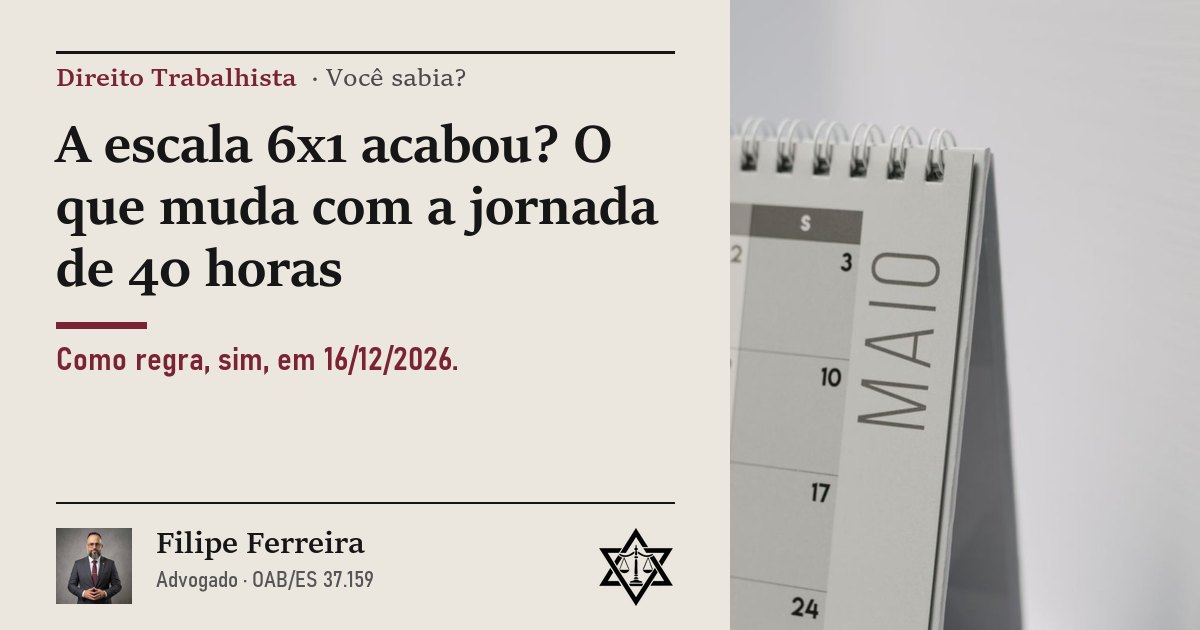 Direito Trabalhista · Você sabia?
A escala 6x1 acabou? O
que muda com a jornada
de 40 horas
Como regra, sim, em 16/12/2026.
Filipe Ferreira
Advogado · OAB/ES 37.159
S
2
3
10
17
24
MAIO